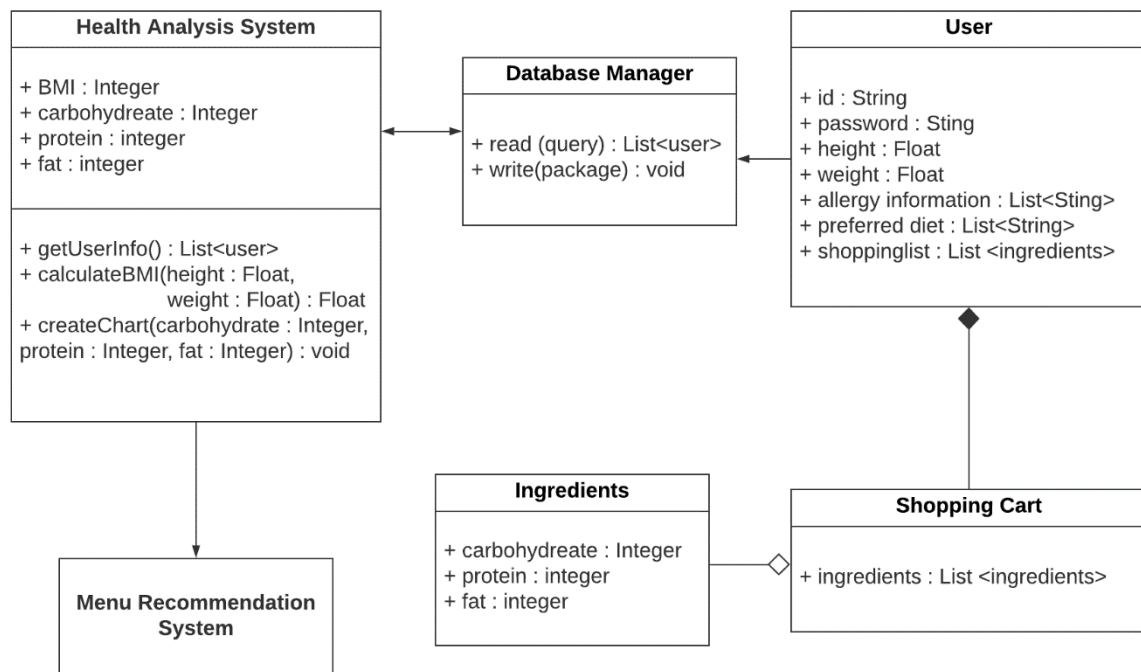 Health Analysis System
+ BMI : Integer
+ carbohydreate : Integer
+ protein : integer
+ fat : integer
+ getUserInfo() : List<user>
+ calculateBMI(height : Float,
weight : Float) : Float
+ createChart(carbohydrate : Integer,
protein : Integer, fat : Integer) : void
Database Manager
+ read (query) : List<user>
+ write(package) : void
User
+ id : String
+ password : Sting
+ height : Float
+ weight : Float
+ allergy information : List<Sting>
+ preferred diet : List<String>
+ shoppinglist : List <ingredients>
Ingredients
+ carbohydreate : Integer
+ protein : integer
+ fat : integer
Shopping Cart
+ ingredients : List <ingredients>
Menu Recommendation
System